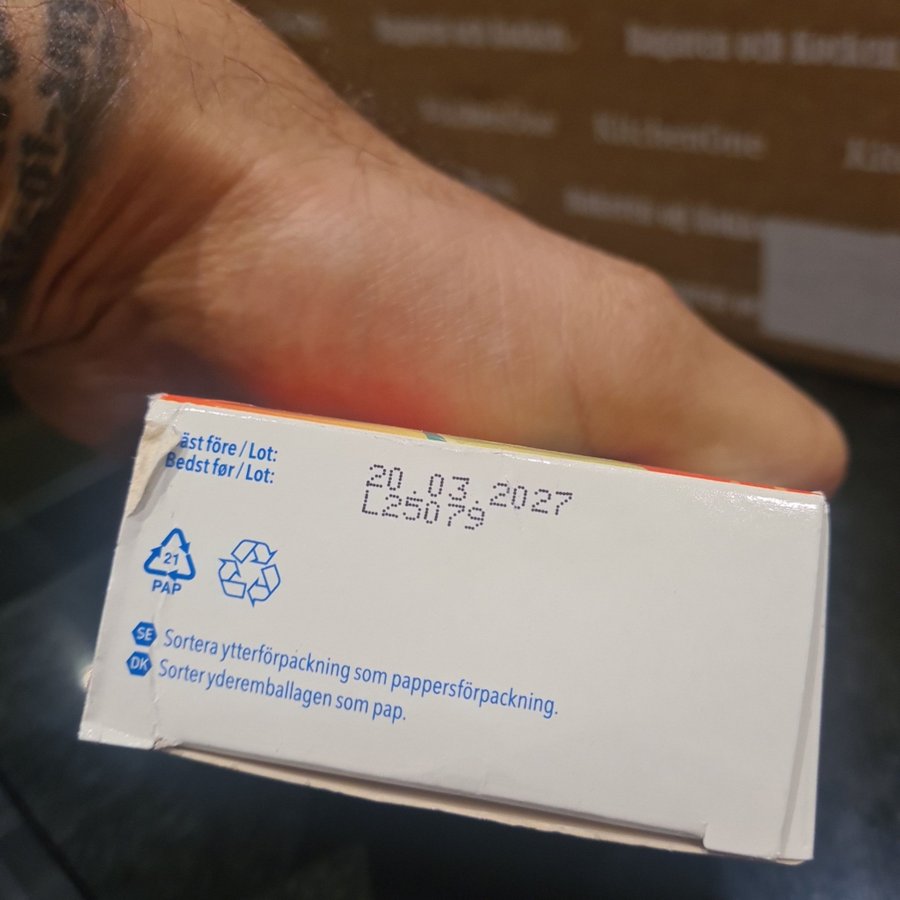 äst före / Lot:
Bedst før / Lot:
20.03.2027
L25079
21
PAP
SE Sortera ytterförpackning som pappersförpackning.
DK Sorter yderemballagen som pap.